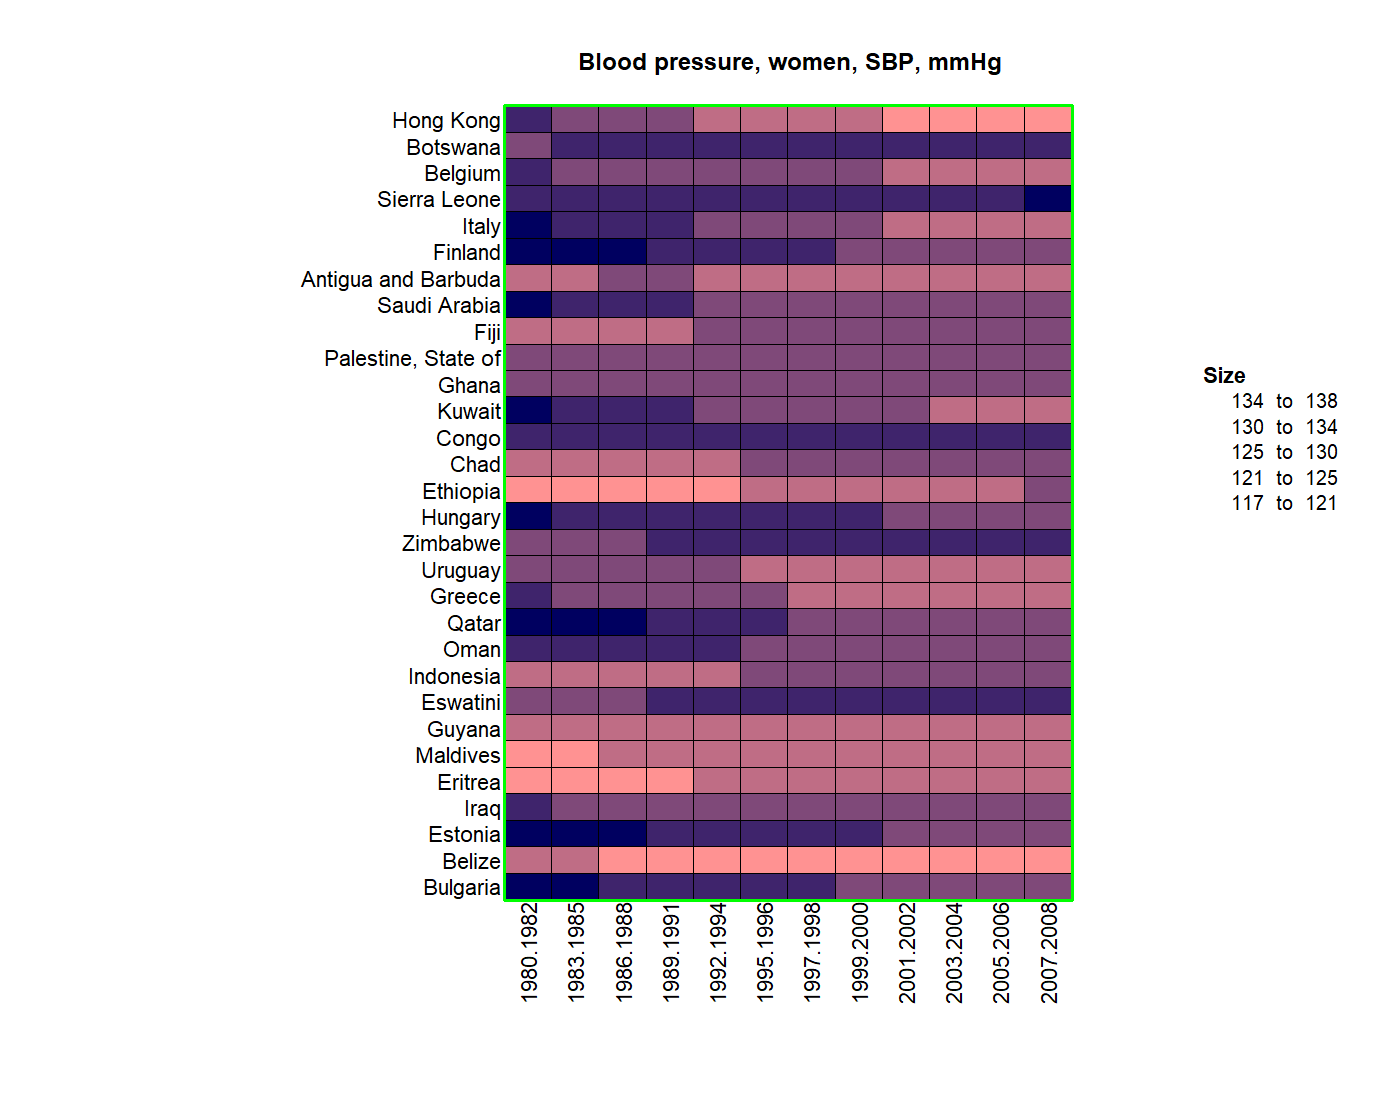 Blood pressure, women, SBP, mmHg
Hong Kong
Botswana
Belgium
Sierra Leone
Italy
Finland
Antigua and Barbuda
Saudi Arabia
Fiji
Palestine, State of
Ghana
Kuwait
Congo
Chad
Ethiopia
Hungary
Zimbabwe
Uruguay
Greece
Qatar
Oman
Indonesia
Eswatini
Guyana
Maldives
Eritrea
Iraq
Estonia
Belize
Bulgaria
1980.1982
1983.1985
1986.1988
1989.1991
1992.1994
1995.1996
1997.1998
1999.2000
2001.2002
2003.2004
2005.2006
2007.2008
Size
134 to 138
130 to 134
125 to 130
121 to 125
117 to 121